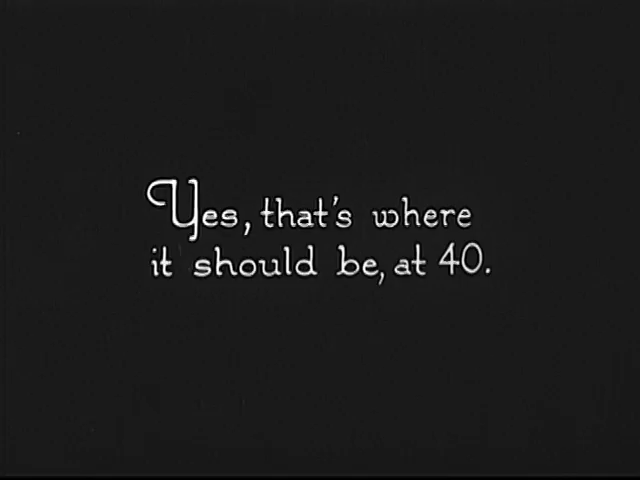 Yes, that's where
it should be, at 40.